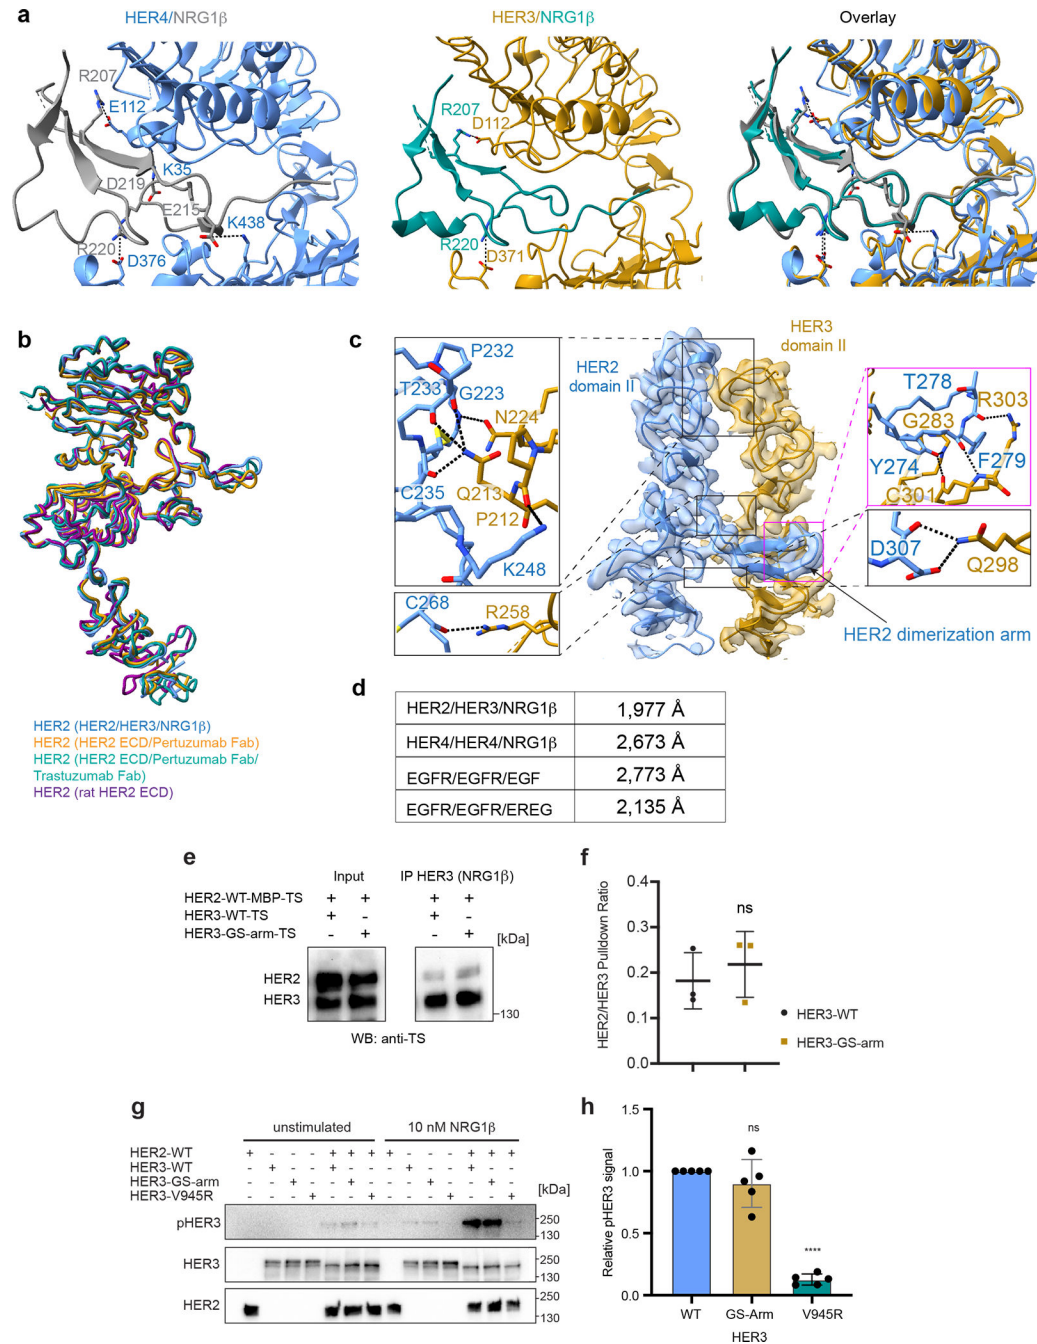 a
HER4/NRG1β
HER3/NRG1β
Overlay
R207
E112
K35
D219
E215
K438
R220
D376
R207
D112
R220
D371
b
HER2 (HER2/HER3/NRG1β)
HER2 (HER2 ECD/Pertuzumab Fab)
HER2 (HER2 ECD/Pertuzumab Fab/
Trastuzumab Fab)
HER2 (rat HER2 ECD)
c
P232
T233
G223
N224
C235
Q213
P212
K248
C268
R258
HER2
domain II
HER3
domain II
T278
R303
G283
Y274
F279
C301
D307
Q298
HER2 dimerization arm
d
HER2/HER3/NRG1β 1,977 Å
HER4/HER4/NRG1β 2,673 Å
EGFR/EGFR/EGF 2,773 Å
EGFR/EGFR/EREG 2,135 Å
e
Input IP HER3 (NRG1β)
HER2-WT-MBP-TS + + + +
HER3-WT-TS + - + -
HER3-GS-arm-TS - + - +
[kDa]
HER2
HER3
-130
WB: anti-TS
f
HER2/HER3 Pulldown Ratio
0.4
0.3
0.2
0.1
0.0
ns
HER3-WT
HER3-GS-arm
g
unstimulated 10 nM NRG1β
HER2-WT + - - - + + + + - - - + + +
HER3-WT - + - - + - - - + - - + - -
HER3-GS-arm - - + - - + - - - + - - + -
HER3-V945R - - - + - - + - - - + - - +
[kDa]
pHER3
250
130
HER3
250
130
HER2
250
130
h
Relative pHER3 signal
1.5
1.0
0.5
0.0
ns
****
WT GS-Arm V945R
HER3